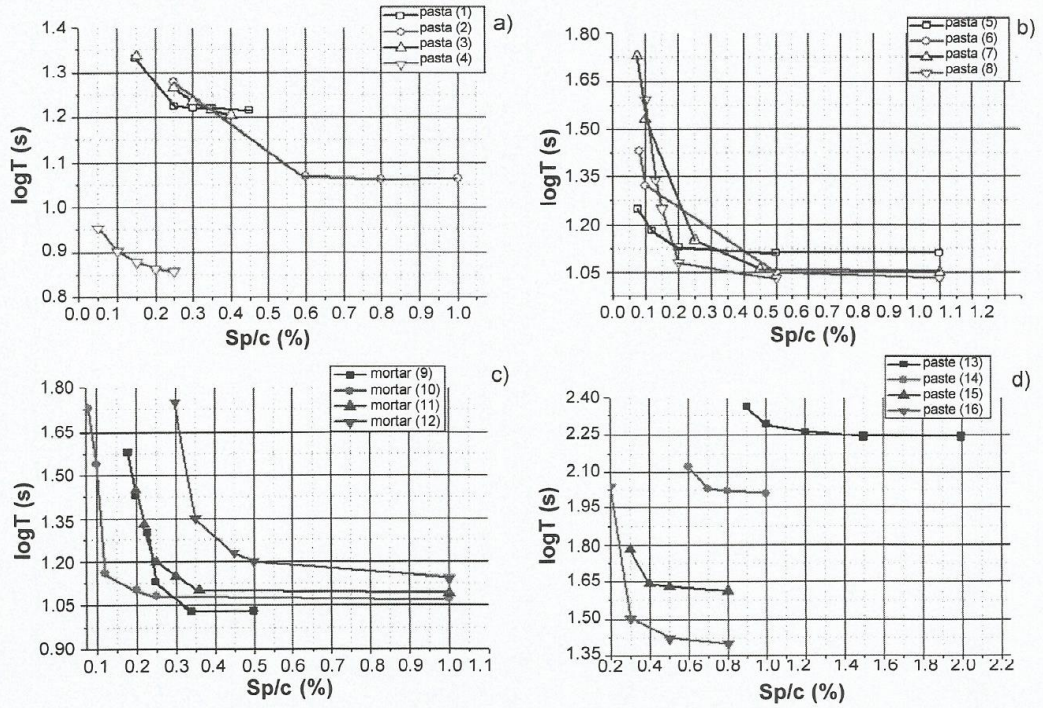 pasta (1)
pasta (2)
pasta (3)
pasta (4)
a)
1.4
1.3
1.2
1.1
1.0
0.9
0.8
logT (s)
0.0 0.1 0.2 0.3 0.4 0.5 0.6 0.7 0.8 0.9 1.0
Sp/c (%)
pasta (5)
pasta (6)
pasta (7)
pasta (8)
b)
1.80
1.65
1.50
1.35
1.20
1.05
logT (s)
0.0 0.1 0.2 0.3 0.4 0.5 0.6 0.7 0.8 0.9 1.0 1.1 1.2
Sp/c (%)
mortar (9)
mortar (10)
mortar (11)
mortar (12)
c)
1.80
1.65
1.50
1.35
1.20
1.05
0.90
logT (s)
0.1 0.2 0.3 0.4 0.5 0.6 0.7 0.8 0.9 1.0 1.1
Sp/c (%)
paste (13)
paste (14)
paste (15)
paste (16)
d)
2.40
2.25
2.10
1.95
1.80
1.65
1.50
1.35
logT (s)
0.2 0.4 0.6 0.8 1.0 1.2 1.4 1.6 1.8 2.0 2.2
Sp/c (%)